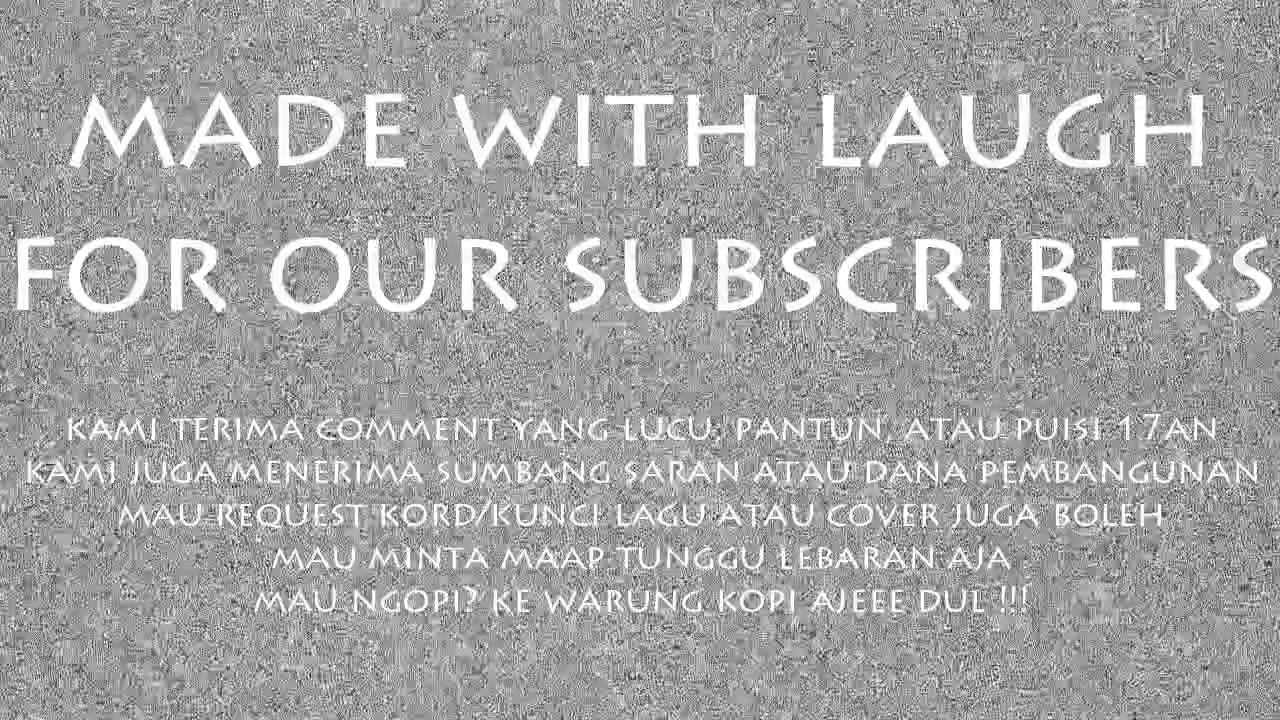 MADE WITH LAUGH
FOR OUR SUBSCRIBERS
KAMI TERIMA COMMENT YANG LUCU, PANTUN, ATAU PUISI 17AN
KAMI JUGA MENERIMA SUMBANG SARAN ATAU DANA PEMBANGUNAN
MAU REQUEST KORD/KUNCI LAGU ATAU COVER JUGA BOLEH
MAU MINTA MAAP TUNGGU LEBARAN AJA
MAU NGOPI? KE WARUNG KOPI AJEEE DUL !!!